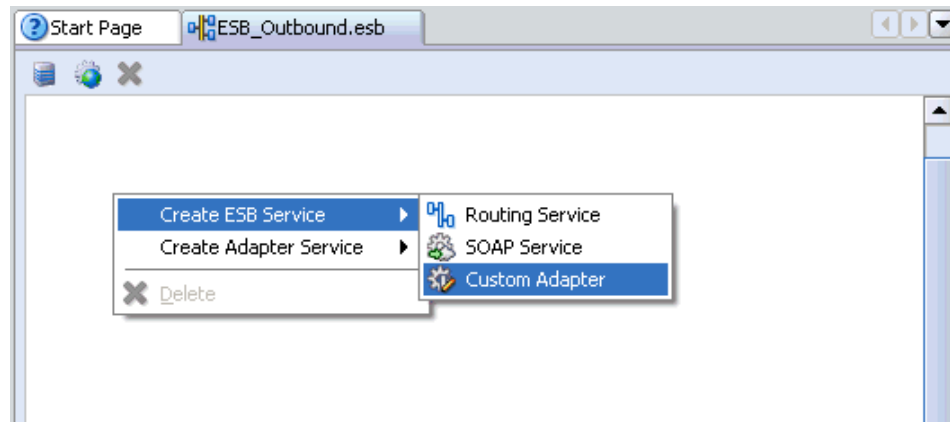 Start Page ESB_Outbound.esb
Create ESB Service Routing Service
Create Adapter Service SOAP Service
Custom Adapter
Delete